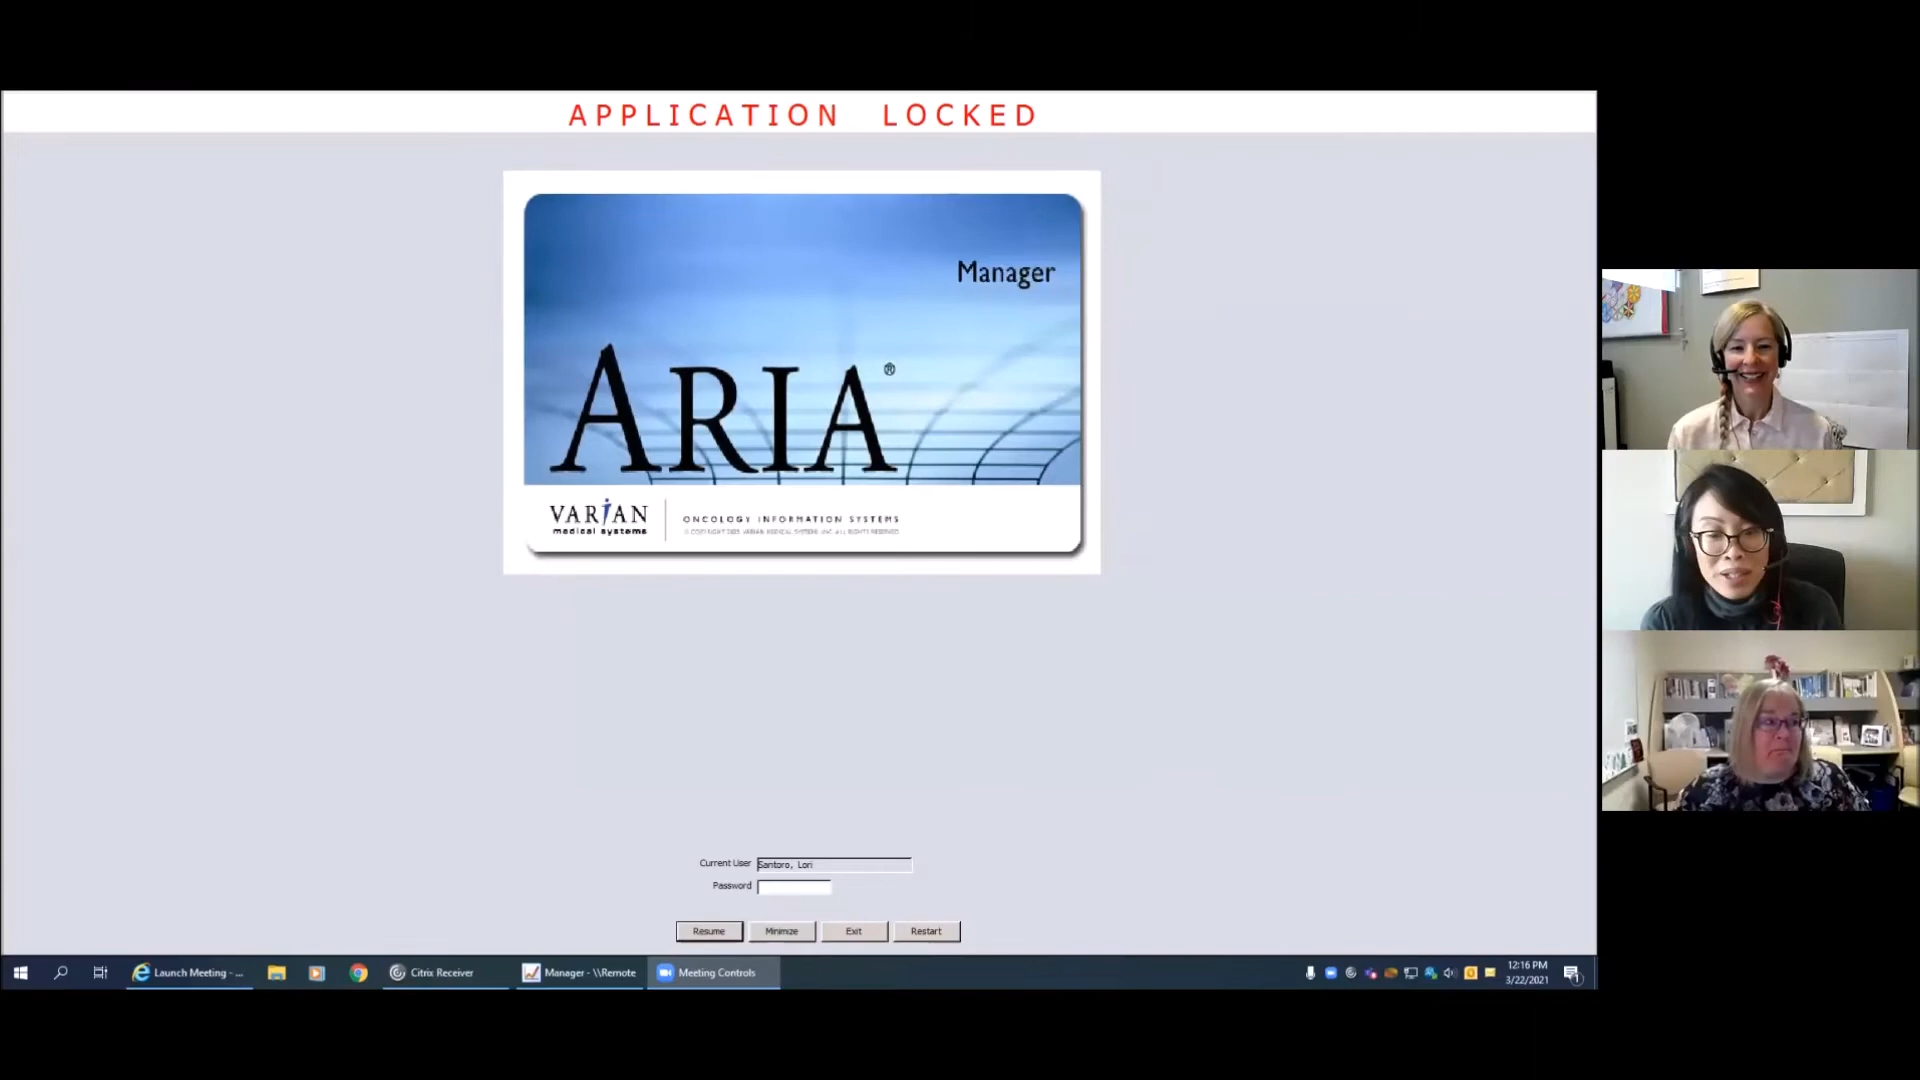 APPLICATION LOCKED
Manager
ARIA®
VARIAN
medical systems
ONCOLOGY INFORMATION SYSTEMS
Current User Santoro, Lori
Password
Resume Minimize Exit Restart
Launch Meeting - ... Citrix Receiver Manager - \\Remote Meeting Controls
12:16 PM
3/22/2021